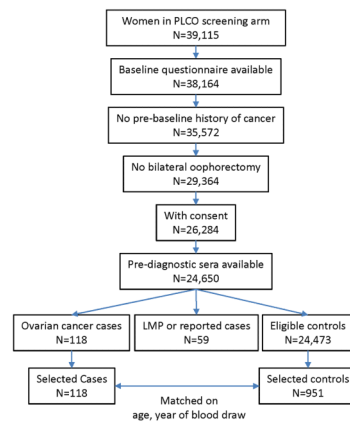 Women in PLCO screening arm
N=39,115
Baseline questionnaire available
N=38,164
No pre-baseline history of cancer
N=35,572
No bilateral oophorectomy
N=29,364
With consent
N=26,284
Pre-diagnostic sera available
N=24,650
Ovarian cancer cases
N=118
LMP or reported cases
N=59
Eligible controls
N=24,473
Selected Cases
N=118
Selected controls
N=951
Matched on
age, year of blood draw